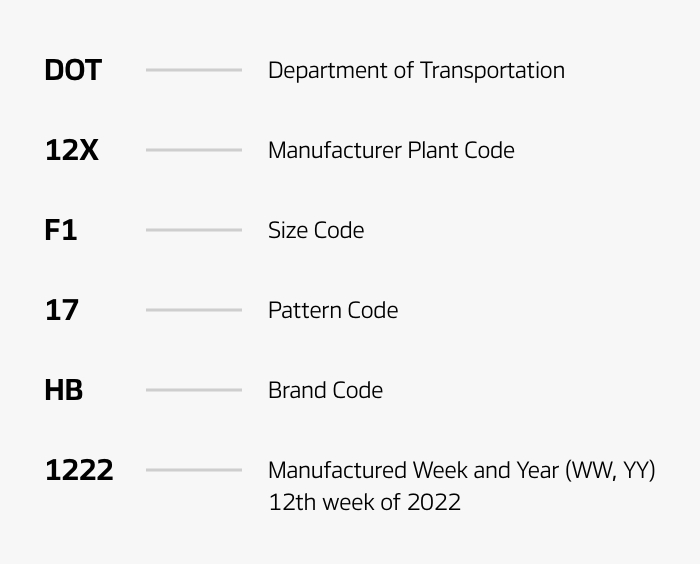 DOT Department of Transportation
12X Manufacturer Plant Code
F1 Size Code
17 Pattern Code
HB Brand Code
1222 Manufactured Week and Year (WW, YY)
12th week of 2022